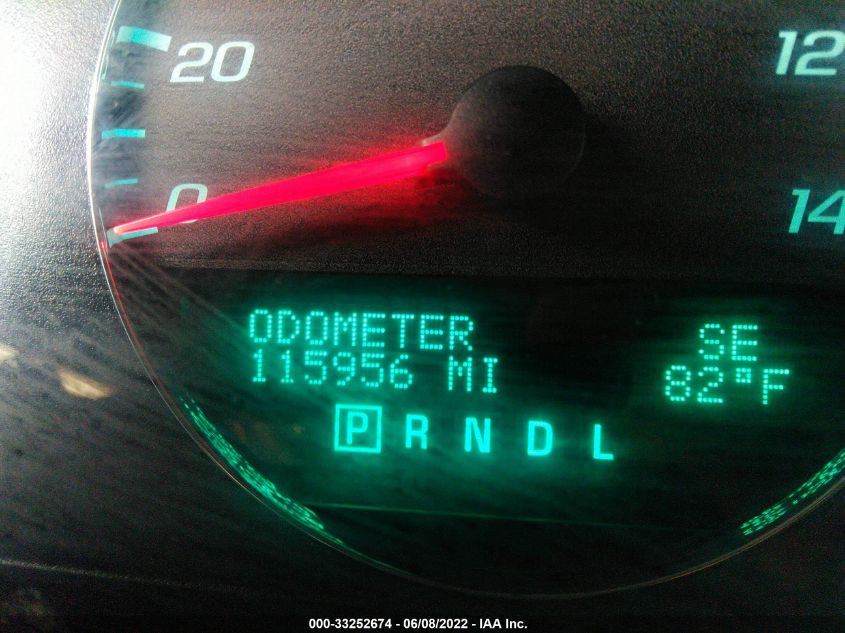 20
12
0
14
ODOMETER
SE
115956 MI
82°F
P R N D L
000-33252674 - 06/08/2022 - IAA Inc.